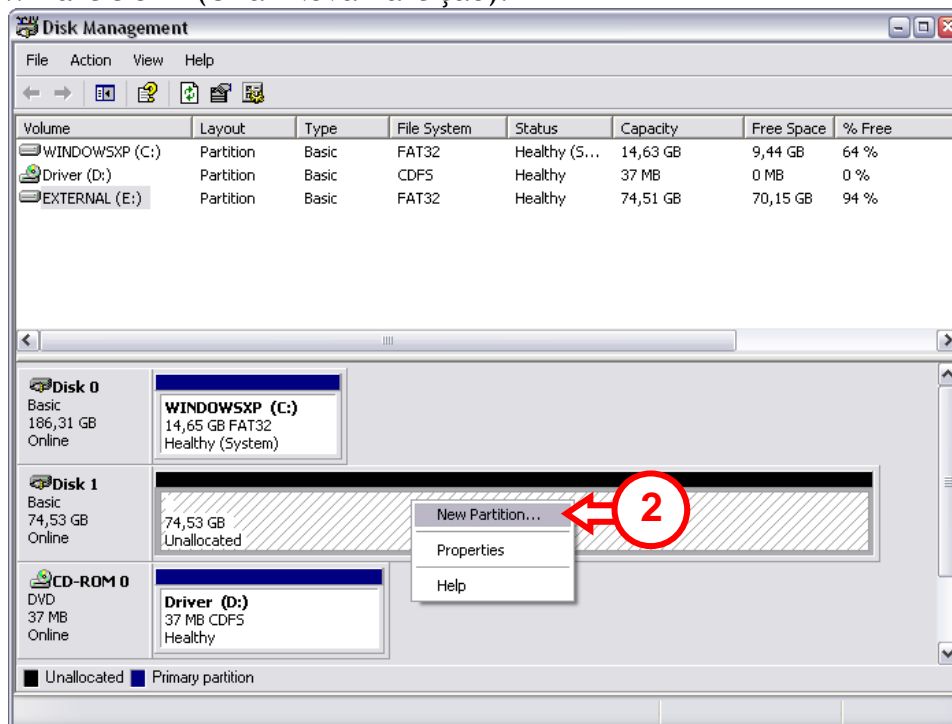 Disk Management
File Action View Help
Volume Layout Type File System Status Capacity Free Space % Free
WINDOWSXP (C:) Partition Basic FAT32 Healthy (S... 14,63 GB 9,44 GB 64 %
Driver (D:) Partition Basic CDFS Healthy 37 MB 0 MB 0 %
EXTERNAL (E:) Partition Basic FAT32 Healthy 74,51 GB 70,15 GB 94 %
Disk 0
Basic
186,31 GB
Online
WINDOWSXP (C:)
14,65 GB FAT32
Healthy (System)
Disk 1
Basic
74,53 GB
Online
74,53 GB
Unallocated
New Partition...
Properties
Help
2
CD-ROM 0
DVD
37 MB
Online
Driver (D:)
37 MB CDFS
Healthy
Unallocated Primary partition